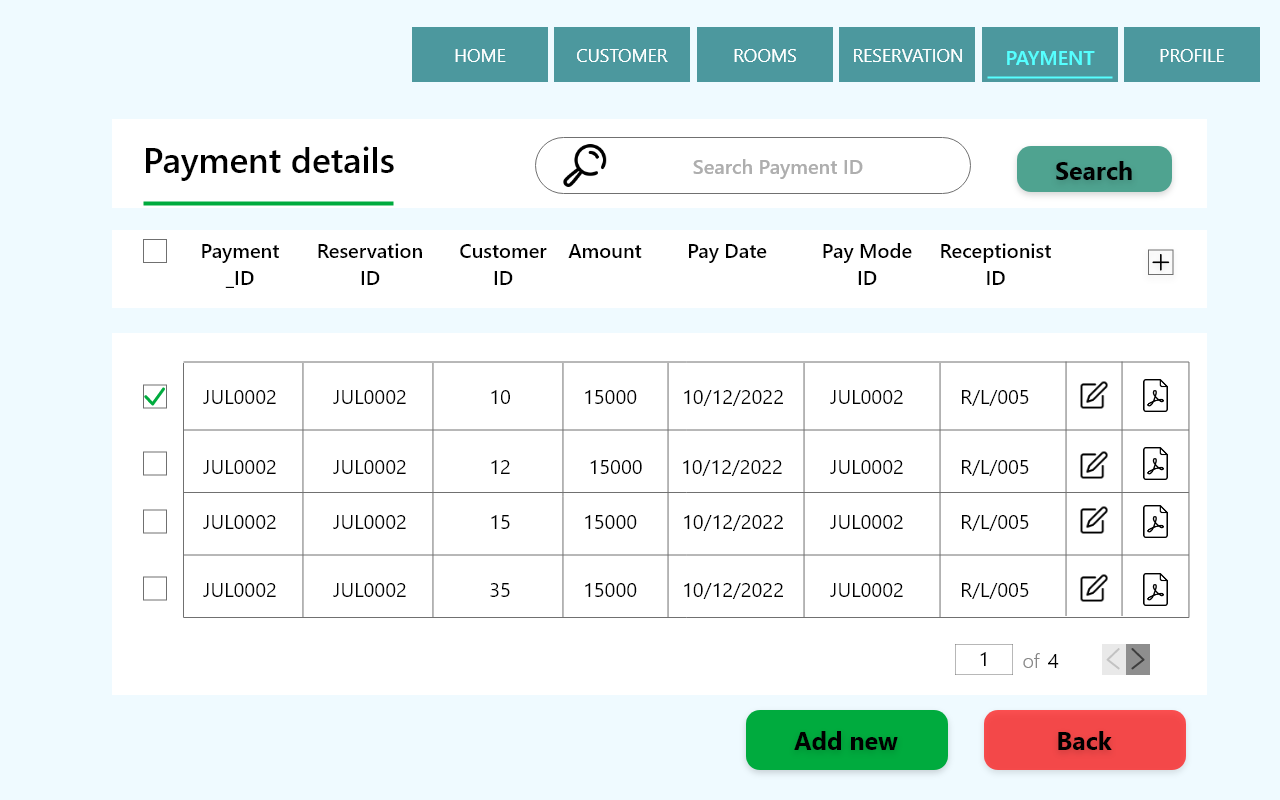 HOME CUSTOMER ROOMS RESERVATION PAYMENT PROFILE
Payment details Search Payment ID Search
Payment Reservation Customer Amount Pay Date Pay Mode Receptionist
_ID ID ID ID ID
JUL0002 JUL0002 10 15000 10/12/2022 JUL0002 R/L/005
JUL0002 JUL0002 12 15000 10/12/2022 JUL0002 R/L/005
JUL0002 JUL0002 15 15000 10/12/2022 JUL0002 R/L/005
JUL0002 JUL0002 35 15000 10/12/2022 JUL0002 R/L/005
1 of 4
Add new Back